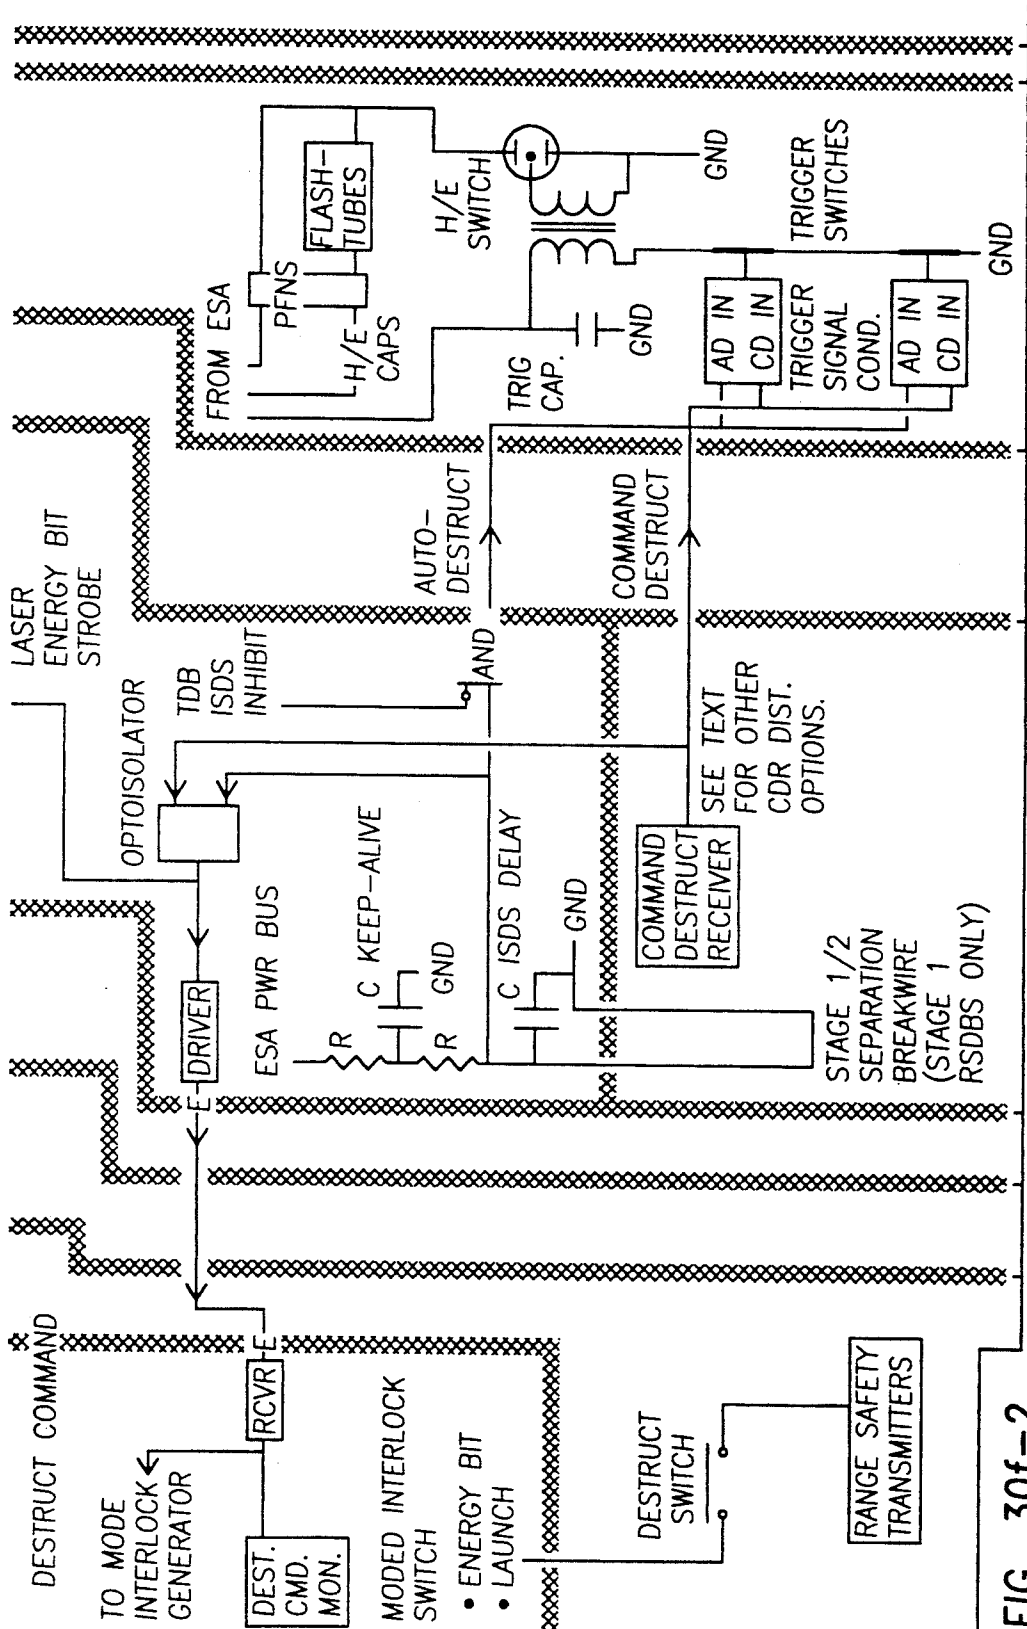 DESTRUCT COMMAND
TO MODE
INTERLOCK
GENERATOR
DEST.
CMD.
MON.
RCVR
E
MODED INTERLOCK
SWITCH
• ENERGY BIT
• LAUNCH
DESTRUCT
SWITCH
RANGE SAFETY
TRANSMITTERS
E
DRIVER
LASER
ENERGY BIT
STROBE
OPTOISOLATOR
TDB
ISDS
INHIBIT
ESA PWR BUS
R
C KEEP-ALIVE
GND
R
C ISDS DELAY
GND
AND
AUTO-
DESTRUCT
COMMAND
DESTRUCT
COMMAND
DESTRUCT
RECEIVER
SEE TEXT
FOR OTHER
CDR DIST.
OPTIONS.
STAGE 1/2
SEPARATION
BREAKWIRE
(STAGE 1
RSDBS ONLY)
FROM ESA
PFNS
FLASH-
TUBES
H/E
CAPS
H/E
SWITCH
TRIG
CAP.
GND
GND
AD IN
CD IN
TRIGGER
SIGNAL
COND.
AD IN
CD IN
TRIGGER
SWITCHES
GND
FIG. 30f-2